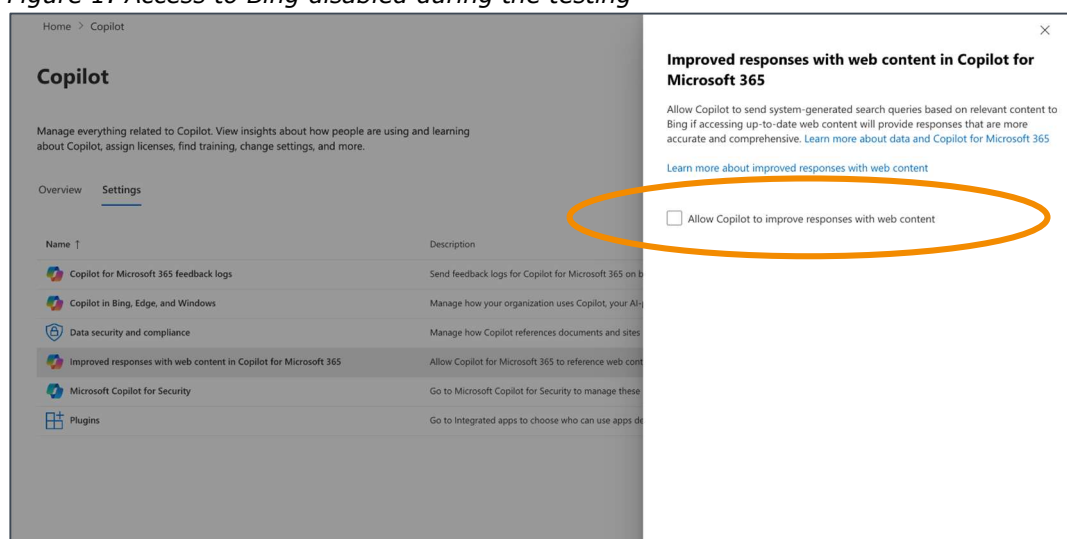 Figure 1: Access to Bing disabled during the testing
Home > Copilot
Copilot
Manage everything related to Copilot. View insights about how people are using and learning
about Copilot, assign licenses, find training, change settings, and more.
Overview Settings
Name ↑ Description
Copilot for Microsoft 365 feedback logs Send feedback logs for Copilot for Microsoft 365 on b
Copilot in Bing, Edge, and Windows Manage how your organization uses Copilot, your AI-
Data security and compliance Manage how Copilot references documents and sites
Improved responses with web content in Copilot for Microsoft 365 Allow Copilot for Microsoft 365 to reference web cont
Microsoft Copilot for Security Go to Microsoft Copilot for Security to manage these
Plugins Go to Integrated apps to choose who can use apps de
Improved responses with web content in Copilot for
Microsoft 365
Allow Copilot to send system-generated search queries based on relevant content to
Bing if accessing up-to-date web content will provide responses that are more
accurate and comprehensive. Learn more about data and Copilot for Microsoft 365
Learn more about improved responses with web content
Allow Copilot to improve responses with web content